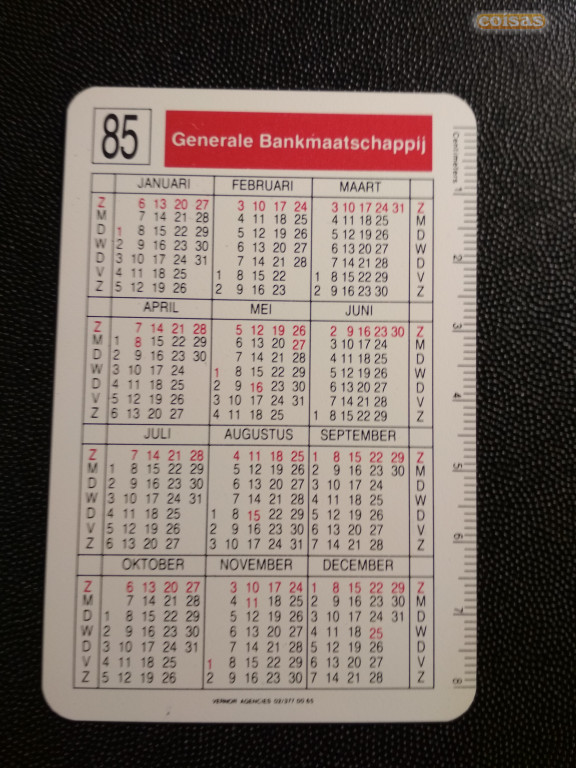 coisas
85
Generale Bankmaatschappij
Centimeters 1 2 3 4 5 6 7 8
JANUARI FEBRUARI MAART
Z 6 13 20 27 3 10 17 24 3 10 17 24 31 Z
M 7 14 21 28 4 11 18 25 4 11 18 25 M
D 1 8 15 22 29 5 12 19 26 5 12 19 26 D
W 2 9 16 23 30 6 13 20 27 6 13 20 27 W
D 3 10 17 24 31 7 14 21 28 7 14 21 28 D
V 4 11 18 25 1 8 15 22 1 8 15 22 29 V
Z 5 12 19 26 2 9 16 23 2 9 16 23 30 Z
APRIL MEI JUNI
Z 7 14 21 28 5 12 19 26 2 9 16 23 30 Z
M 1 8 15 22 29 6 13 20 27 3 10 17 24 M
D 2 9 16 23 30 7 14 21 28 4 11 18 25 D
W 3 10 17 24 1 8 15 22 29 5 12 19 26 W
D 4 11 18 25 2 9 16 23 30 6 13 20 27 D
V 5 12 19 26 3 10 17 24 31 7 14 21 28 V
Z 6 13 20 27 4 11 18 25 1 8 15 22 29 Z
JULI AUGUSTUS SEPTEMBER
Z 7 14 21 28 4 11 18 25 1 8 15 22 29 Z
M 1 8 15 22 29 5 12 19 26 2 9 16 23 30 M
D 2 9 16 23 30 6 13 20 27 3 10 17 24 D
W 3 10 17 24 31 7 14 21 28 4 11 18 25 W
D 4 11 18 25 1 8 15 22 29 5 12 19 26 D
V 5 12 19 26 2 9 16 23 30 6 13 20 27 V
Z 6 13 20 27 3 10 17 24 31 7 14 21 28 Z
OKTOBER NOVEMBER DECEMBER
Z 6 13 20 27 3 10 17 24 1 8 15 22 29 Z
M 7 14 21 28 4 11 18 25 2 9 16 23 30 M
D 1 8 15 22 29 5 12 19 26 3 10 17 24 31 D
W 2 9 16 23 30 6 13 20 27 4 11 18 25 W
D 3 10 17 24 31 7 14 21 28 5 12 19 26 D
V 4 11 18 25 1 8 15 22 29 6 13 20 27 V
Z 5 12 19 26 2 9 16 23 30 7 14 21 28 Z
AGENCIES 02/377